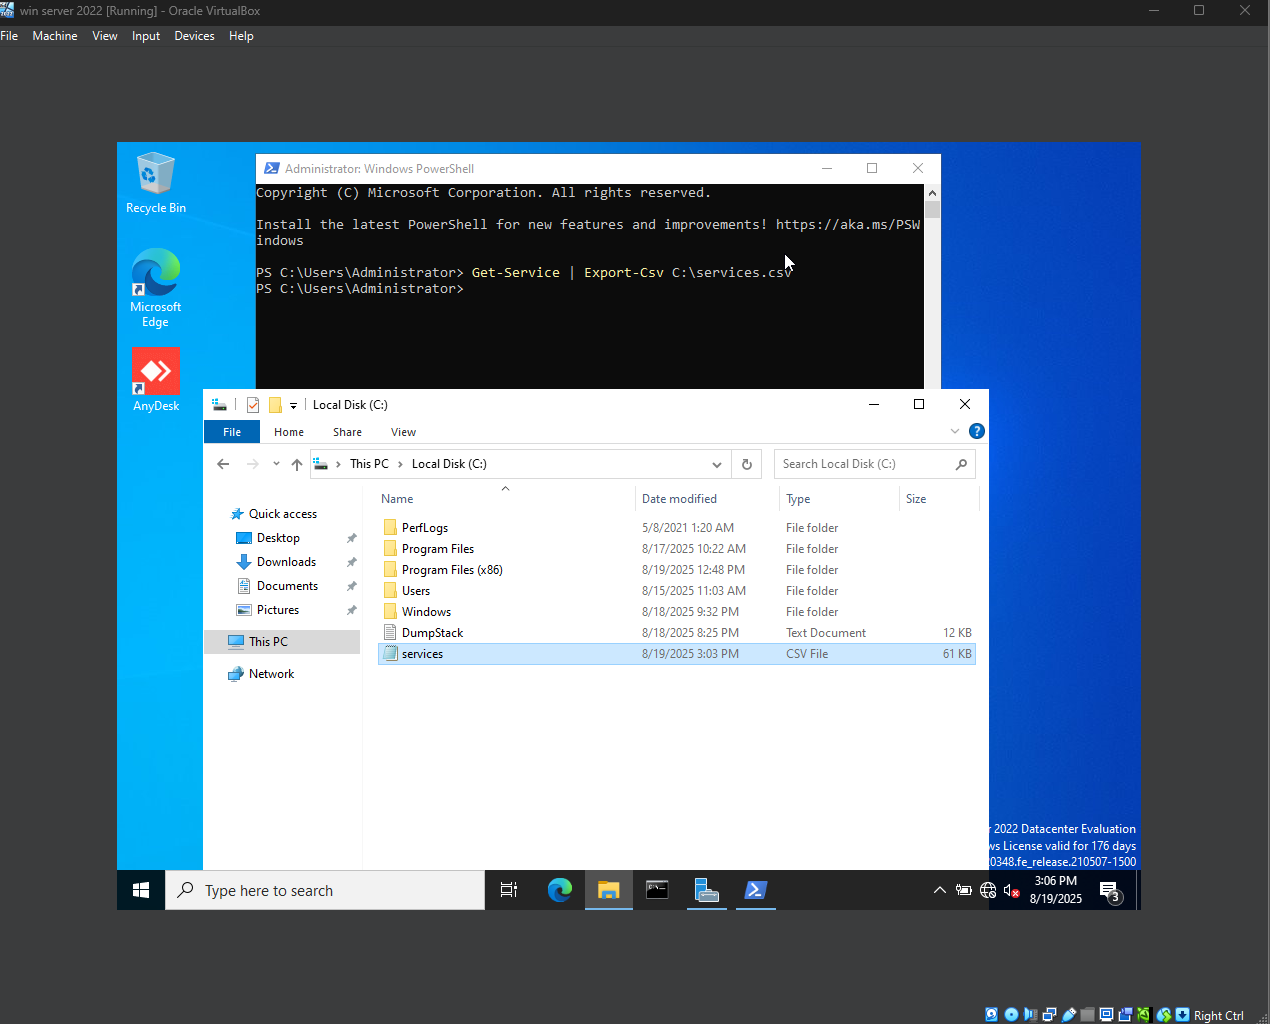 win server 2022 [Running] - Oracle VirtualBox
File Machine View Input Devices Help
Recycle Bin
Microsoft
Edge
AnyDesk
Administrator: Windows PowerShell
Copyright (C) Microsoft Corporation. All rights reserved.
Install the latest PowerShell for new features and improvements! https://aka.ms/PSW
indows
PS C:\Users\Administrator> Get-Service | Export-Csv C:\services.csv
PS C:\Users\Administrator>
Local Disk (C:)
File Home Share View
This PC Local Disk (C:)
Search Local Disk (C:)
Quick access
Desktop
Downloads
Documents
Pictures
This PC
Network
Name Date modified Type Size
PerfLogs 5/8/2021 1:20 AM File folder
Program Files 8/17/2025 10:22 AM File folder
Program Files (x86) 8/19/2025 12:48 PM File folder
Users 8/15/2025 11:03 AM File folder
Windows 8/18/2025 9:32 PM File folder
DumpStack 8/18/2025 8:25 PM Text Document 12 KB
services 8/19/2025 3:03 PM CSV File 61 KB
2022 Datacenter Evaluation
ws License valid for 176 days
0348.fe_release.210507-1500
Type here to search
3:06 PM
8/19/2025
3
Right Ctrl